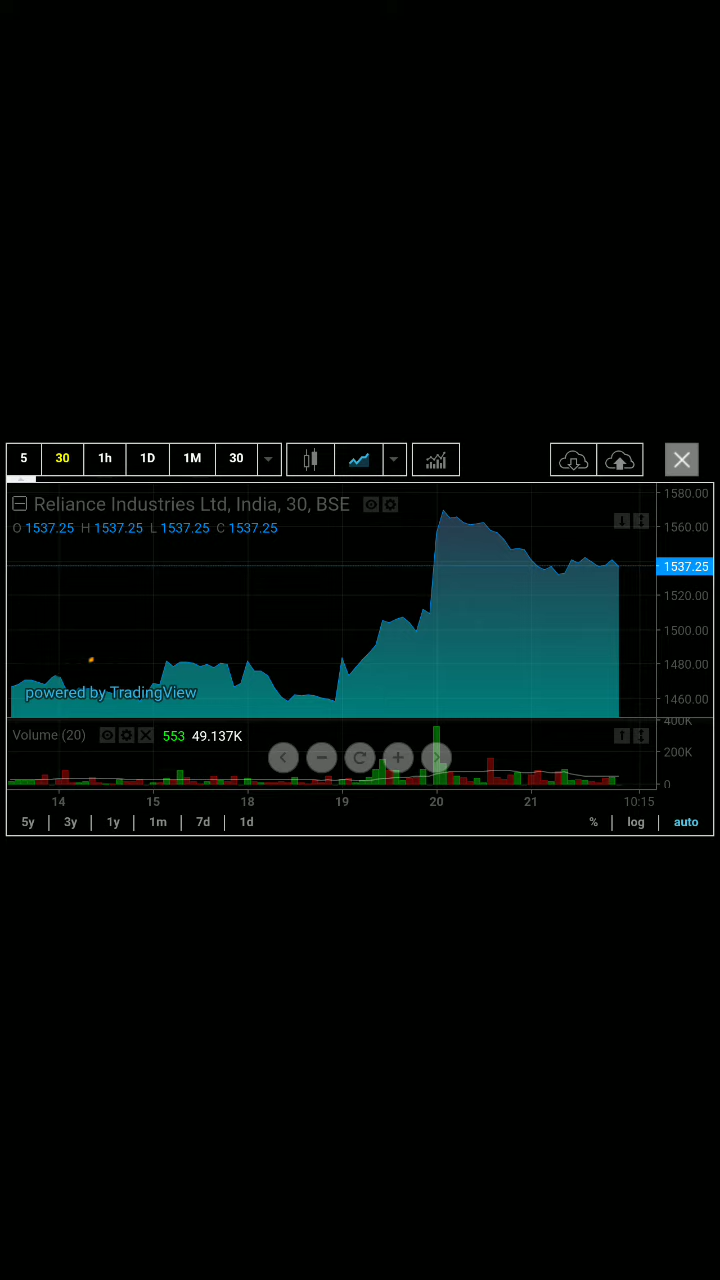 5 30 1h 1D 1M 30
Reliance Industries Ltd, India, 30, BSE
O 1537.25 H 1537.25 L 1537.25 C 1537.25
1580.00
1560.00
1537.25
1520.00
1500.00
1480.00
1460.00
powered by TradingView
Volume (20) 553 49.137K
400K
200K
0
14 15 18 19 20 21 10:15
5y 3y 1y 1m 7d 1d % log auto